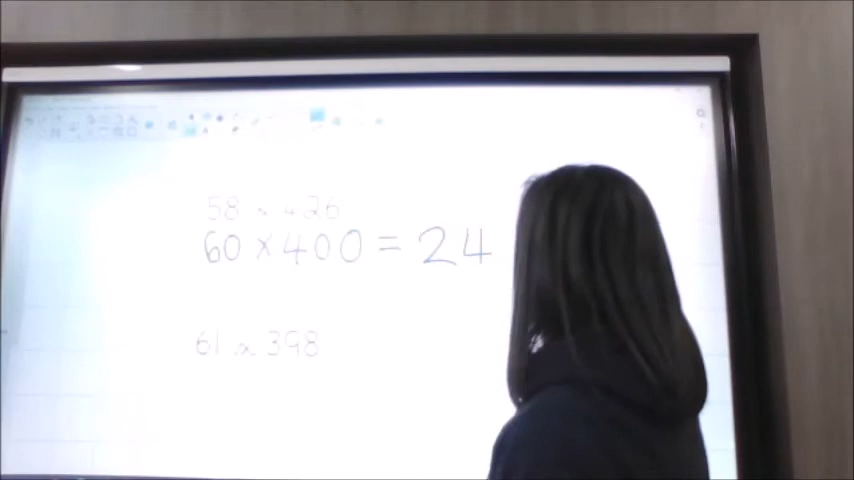 58 × 426
60 × 400 = 24
61 × 398